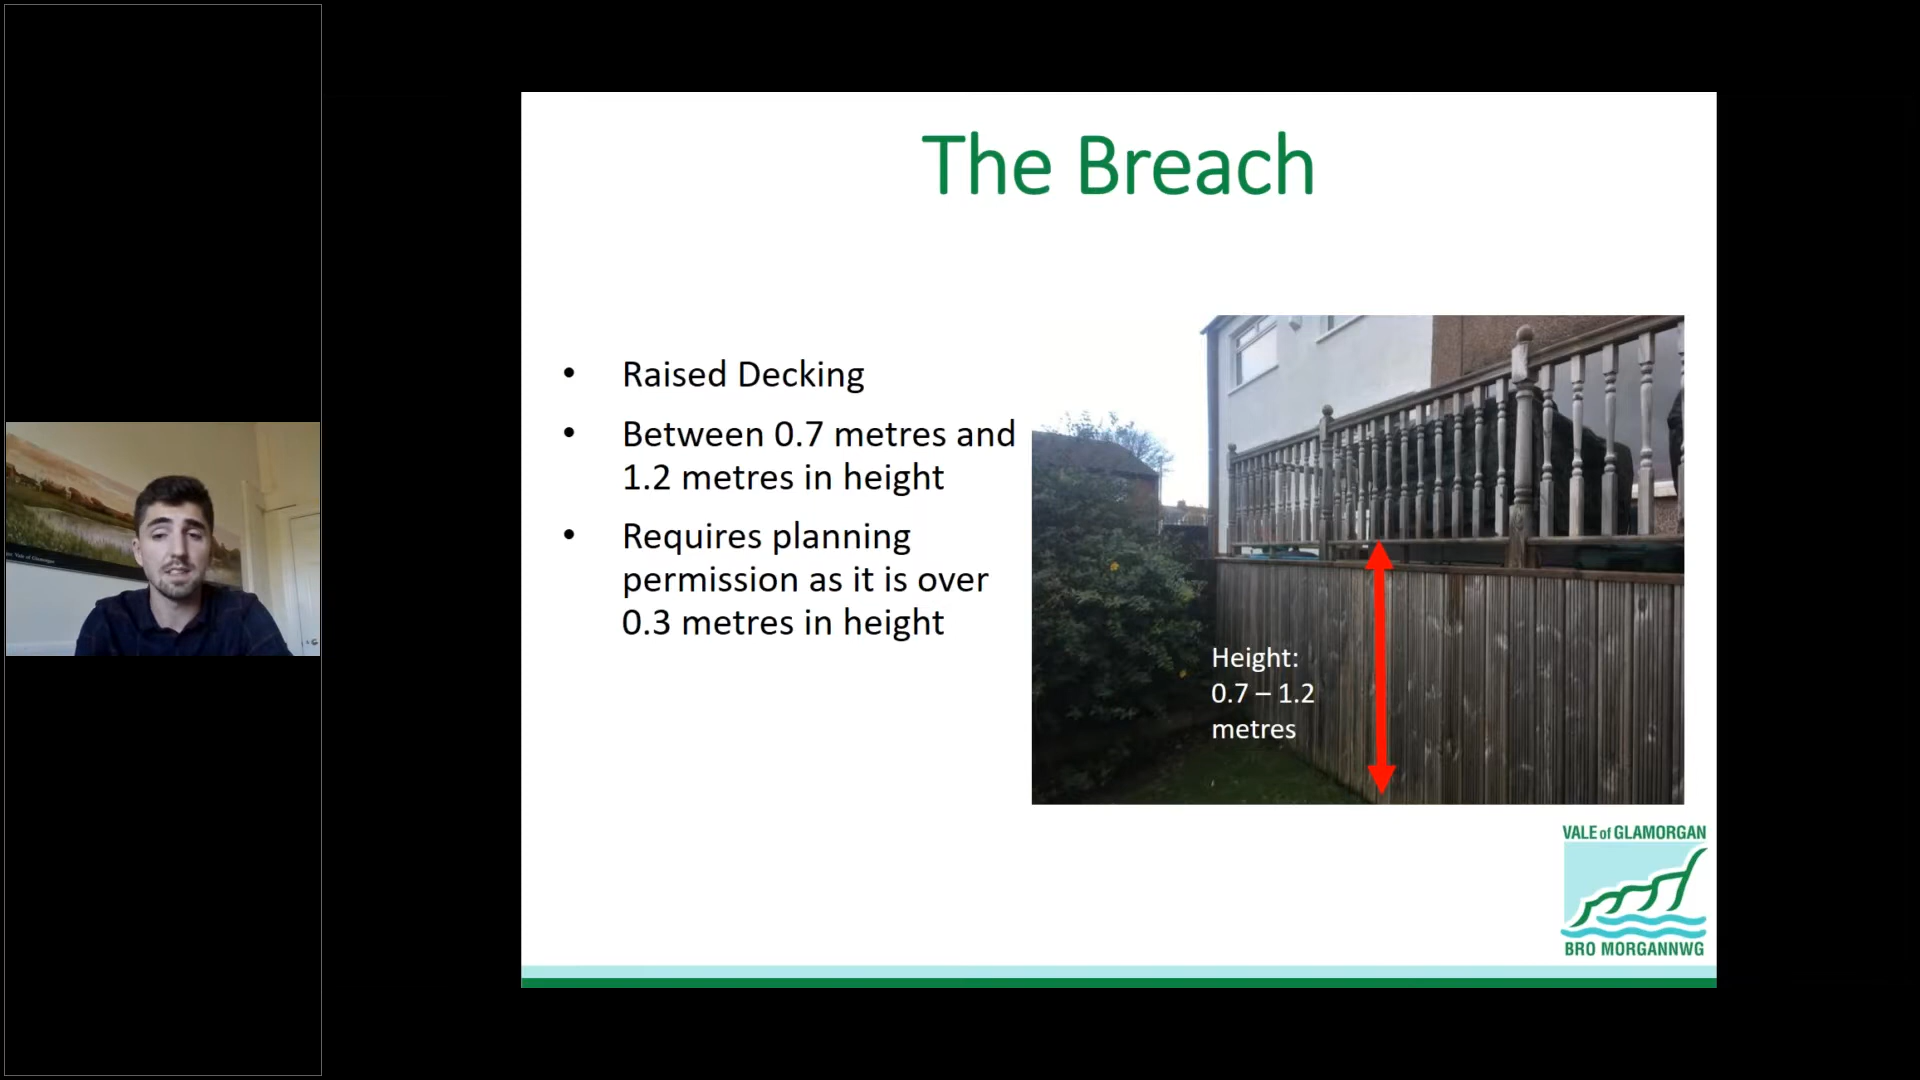 The Breach
• Raised Decking
• Between 0.7 metres and
1.2 metres in height
• Requires planning
permission as it is over
0.3 metres in height
Height:
0.7 – 1.2
metres
VALE of GLAMORGAN
BRO MORGANNWG